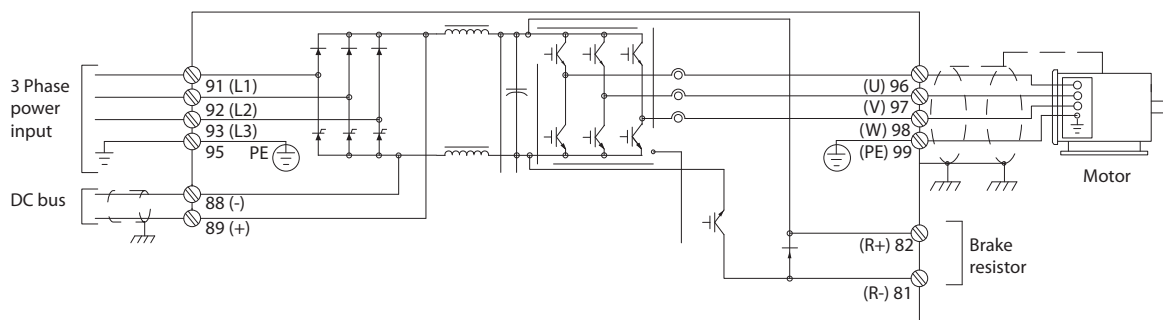 3 Phase
power
input
91 (L1)
92 (L2)
93 (L3)
95
PE
DC bus
88 (-)
89 (+)
(U) 96
(V) 97
(W) 98
(PE) 99
Motor
(R+) 82
Brake
resistor
(R-) 81